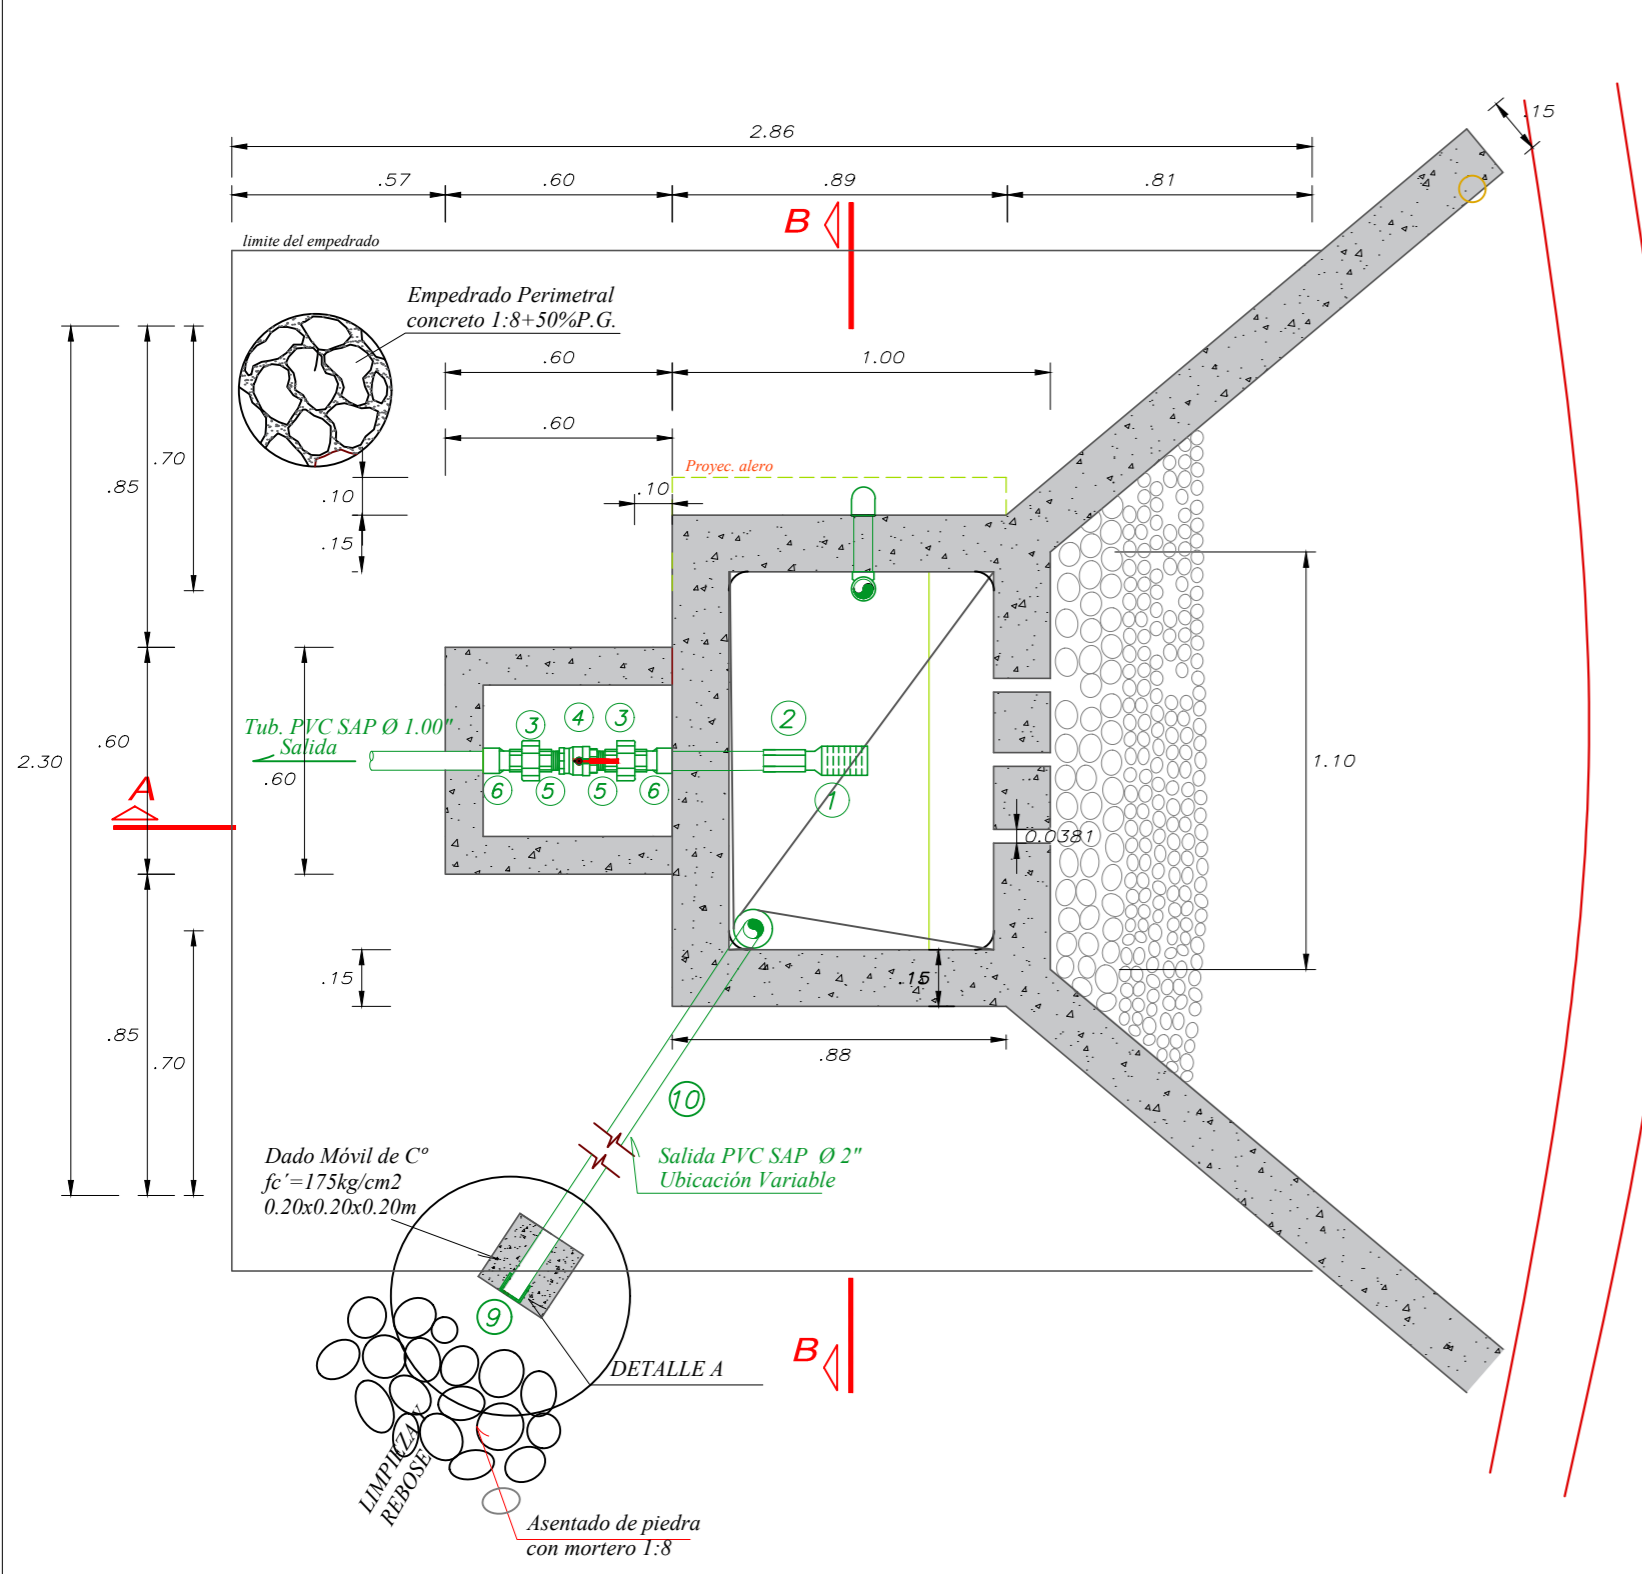 .15
2.86
.57
.60
.89
.81
B
limite del empedrado
Empedrado Perimetral
concreto 1:8+50%P.G.
.60
1.00
.60
Proyec. alero
.70
.85
.10
.10
.15
Tub. PVC SAP Ø 1.00"
Salida
3
4
3
2
.60
2.30
.60
1.10
A
6
5
5
6
1
0.0381
.15
.15
.85
.70
.88
10
Dado Móvil de Cº
fc´=175kg/cm2
0.20x0.20x0.20m
Salida PVC SAP Ø 2"
Ubicación Variable
9
B
DETALLE A
LIMPIEZA Y
REBOSE
Asentado de piedra
con mortero 1:8